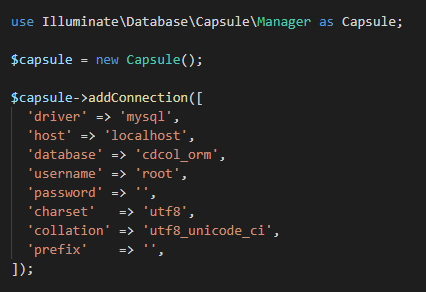 use Illuminate\Database\Capsule\Manager as Capsule;
$capsule = new Capsule();
$capsule->addConnection([
'driver' => 'mysql',
'host' => 'localhost',
'database' => 'cdcol_orm',
'username' => 'root',
'password' => '',
'charset'   => 'utf8',
'collation' => 'utf8_unicode_ci',
'prefix'    => '',
]);